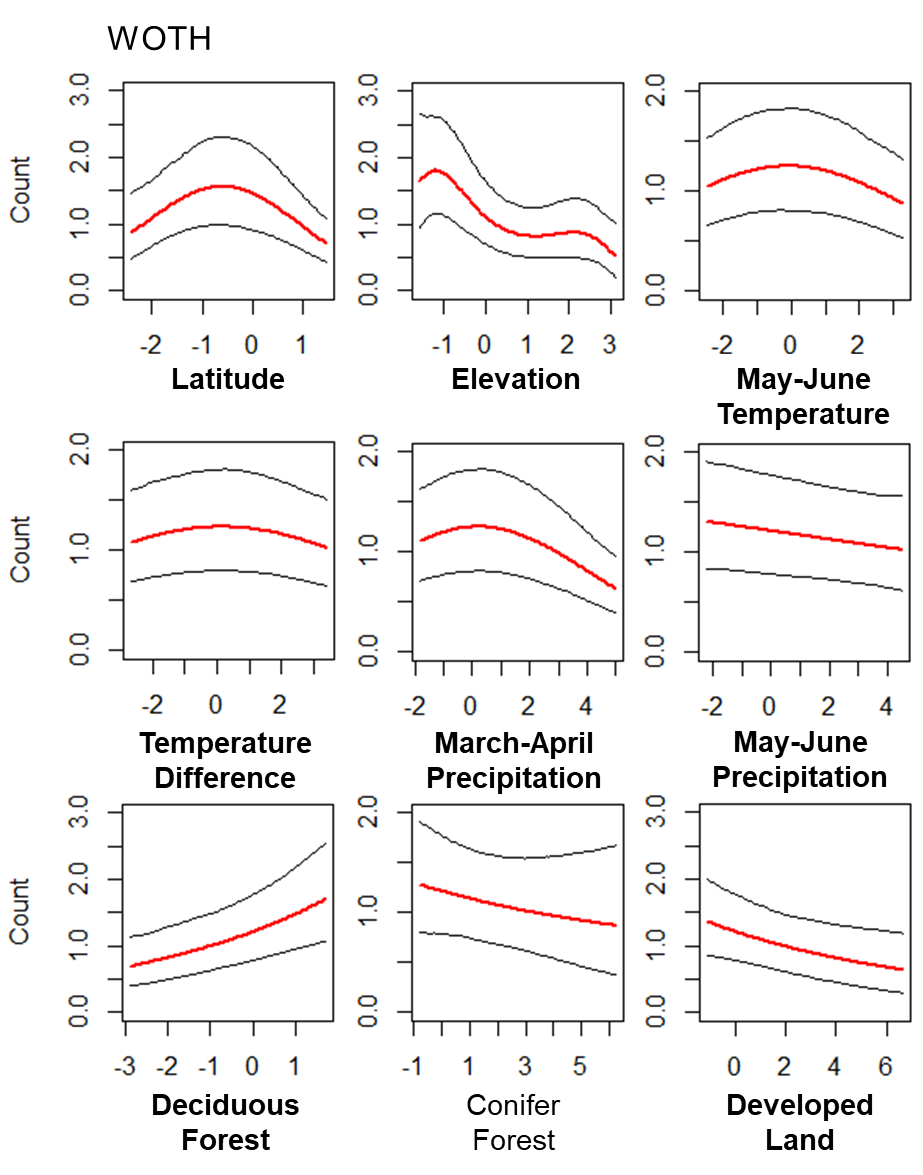 WOTH
Count
0.0 1.0 2.0 3.0
-2 -1 0 1
Latitude
0.0 1.0 2.0 3.0
-1 0 1 2 3
Elevation
0.0 1.0 2.0
-2 0 2
May-June
Temperature
Count
0.0 1.0 2.0
-2 0 2
Temperature
Difference
0.0 1.0 2.0
-2 0 2 4
March-April
Precipitation
0.0 1.0 2.0
-2 0 2 4
May-June
Precipitation
Count
0.0 1.0 2.0 3.0
-3 -2 -1 0 1
Deciduous
Forest
0.0 1.0 2.0
-1 1 3 5
Conifer
Forest
0.0 1.0 2.0 3.0
0 2 4 6
Developed
Land